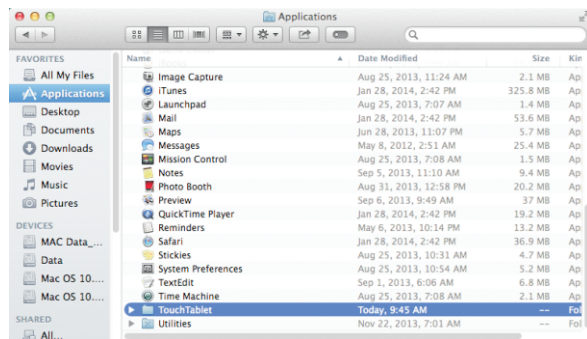 Applications
FAVORITES
All My Files
Applications
Desktop
Documents
Downloads
Movies
Music
Pictures
DEVICES
MAC Data_...
Data
Mac OS 10....
Mac OS 10....
SHARED
All...
Name Date Modified Size Kin
Image Capture Aug 25, 2013, 11:24 AM 2.1 MB Ap
iTunes Jan 28, 2014, 2:42 PM 325.8 MB Ap
Launchpad Aug 25, 2013, 7:07 AM 1.4 MB Ap
Mail Jan 28, 2014, 2:42 PM 53.6 MB Ap
Maps Jun 28, 2013, 11:07 PM 5.7 MB Ap
Messages May 8, 2012, 2:51 AM 25.4 MB Ap
Mission Control Aug 25, 2013, 7:08 AM 1.5 MB Ap
Notes Sep 5, 2013, 11:10 AM 9.4 MB Ap
Photo Booth Aug 31, 2013, 12:58 PM 20.2 MB Ap
Preview Sep 6, 2013, 9:49 AM 37 MB Ap
QuickTime Player Jan 28, 2014, 2:42 PM 19.2 MB Ap
Reminders May 6, 2013, 10:14 PM 13.2 MB Ap
Safari Jan 28, 2014, 2:42 PM 36.9 MB Ap
Stickies Aug 25, 2013, 10:31 AM 4.7 MB Ap
System Preferences Aug 25, 2013, 10:54 AM 5.2 MB Ap
TextEdit Sep 1, 2013, 6:06 AM 6.8 MB Ap
Time Machine Aug 25, 2013, 7:08 AM 2.1 MB Ap
TouchTablet Today, 9:45 AM -- Fol
Utilities Nov 22, 2013, 7:01 AM -- Fol